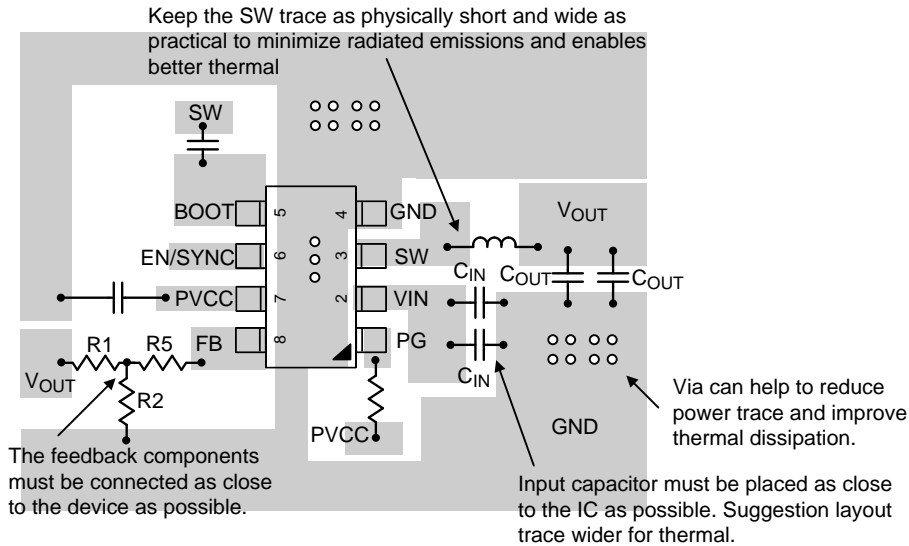 Keep the SW trace as physically short and wide as
practical to minimize radiated emissions and enables
better thermal
SW
BOOT
5
4
GND
VOUT
EN/SYNC
6
3
SW
CIN
COUT
COUT
PVCC
7
2
VIN
R1
R5
FB
8
PG
VOUT
R2
CIN
PVCC
GND
Via can help to reduce
power trace and improve
thermal dissipation.
The feedback components
must be connected as close
to the device as possible.
Input capacitor must be placed as close
to the IC as possible. Suggestion layout
trace wider for thermal.